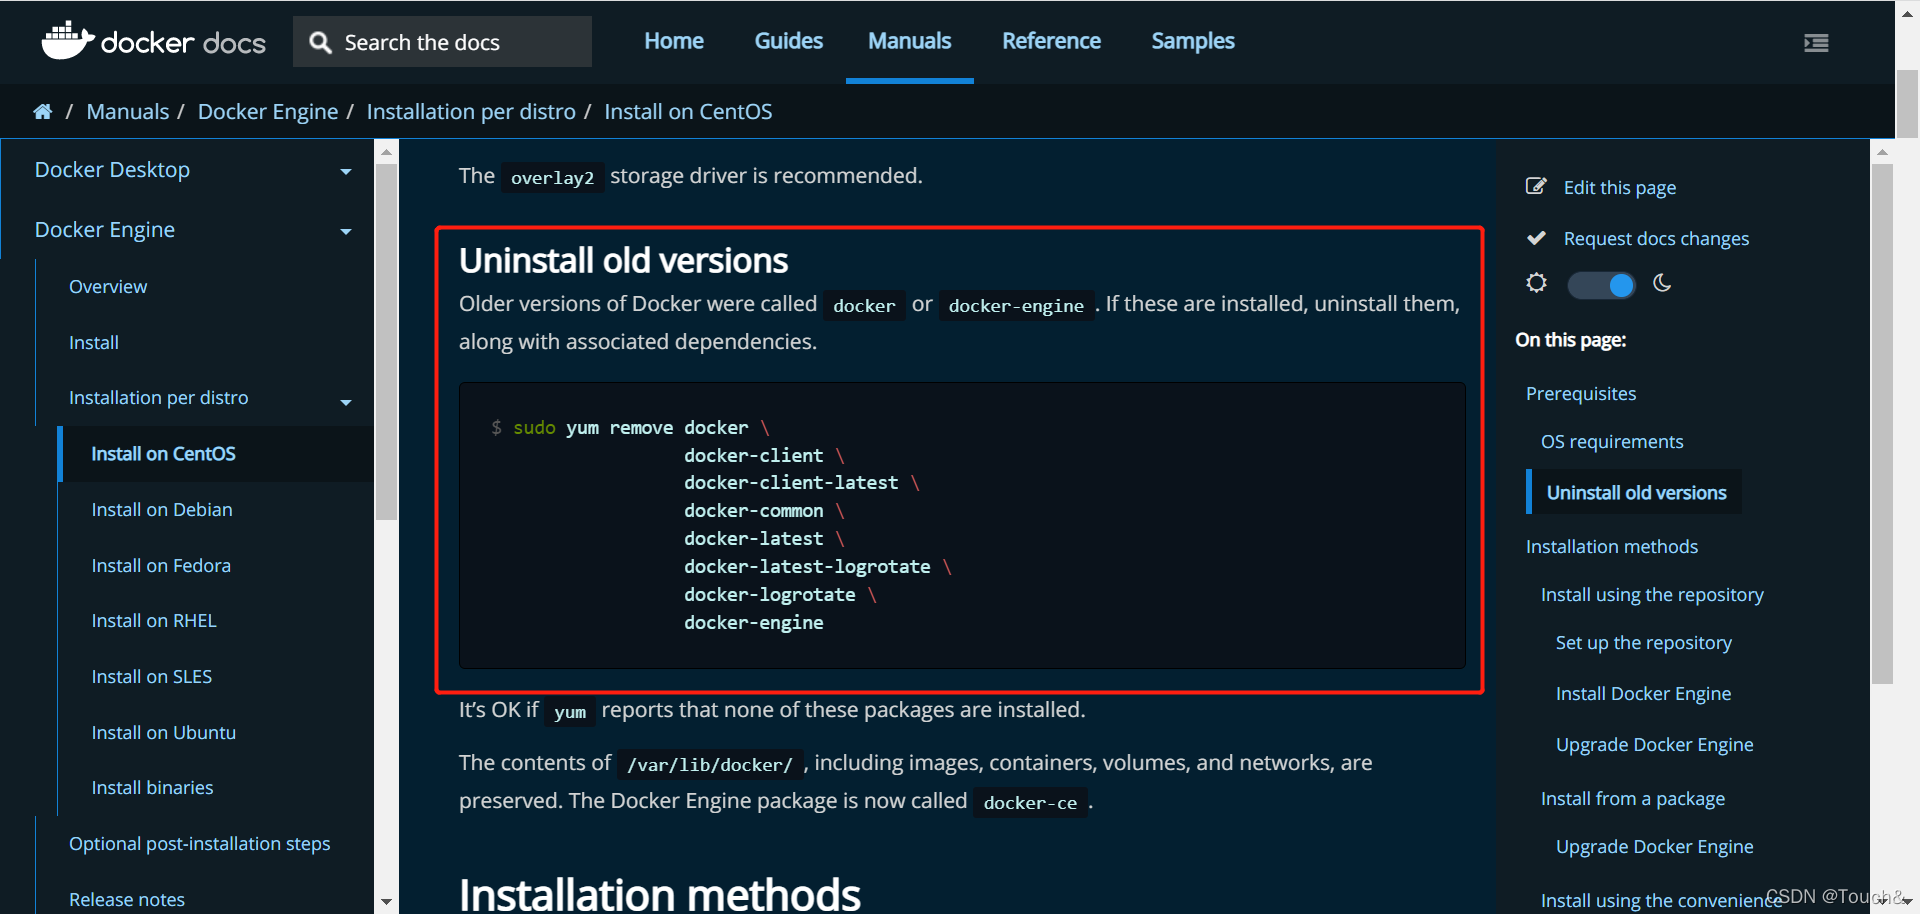 docker docs
Search the docs
Home
Guides
Manuals
Reference
Samples
/ Manuals / Docker Engine / Installation per distro / Install on CentOS
Docker Desktop
Docker Engine
Overview
Install
Installation per distro
Install on CentOS
Install on Debian
Install on Fedora
Install on RHEL
Install on SLES
Install on Ubuntu
Install binaries
Optional post-installation steps
Release notes
The overlay2 storage driver is recommended.
Uninstall old versions
Older versions of Docker were called docker or docker-engine . If these are installed, uninstall them,
along with associated dependencies.
$ sudo yum remove docker \
docker-client \
docker-client-latest \
docker-common \
docker-latest \
docker-latest-logrotate \
docker-logrotate \
docker-engine
It’s OK if yum reports that none of these packages are installed.
The contents of /var/lib/docker/ , including images, containers, volumes, and networks, are
preserved. The Docker Engine package is now called docker-ce .
Installation methods
Edit this page
Request docs changes
On this page:
Prerequisites
OS requirements
Uninstall old versions
Installation methods
Install using the repository
Set up the repository
Install Docker Engine
Upgrade Docker Engine
Install from a package
Upgrade Docker Engine
Install using the convenience
CSDN @Touch&